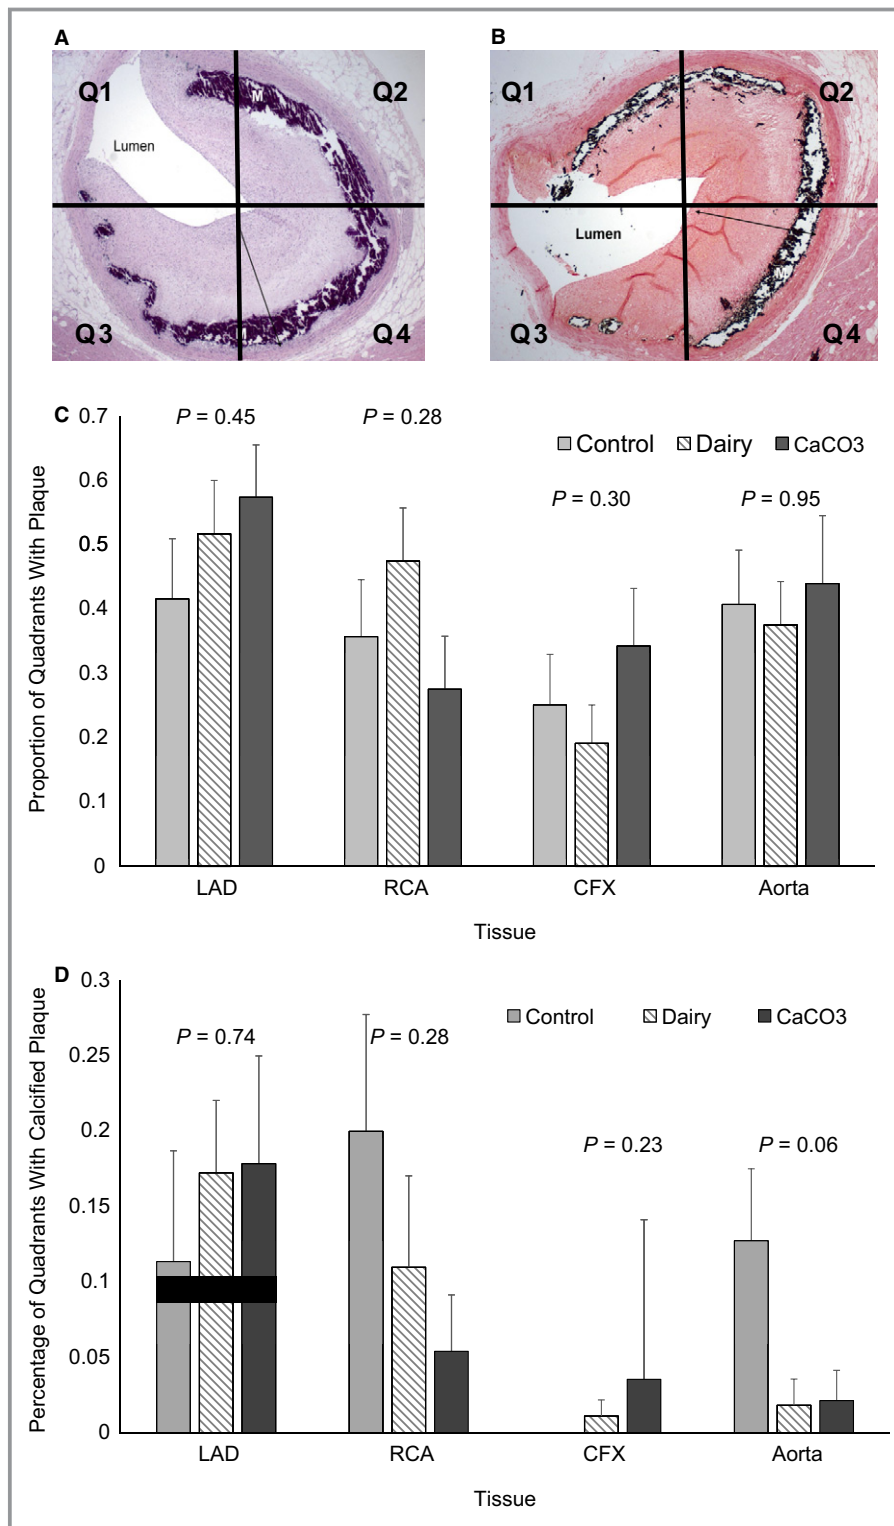 A
B
Q1
Q2
M
Lumen
Q3
Q4
Q1
Q2
Lumen
M
Q3
Q4
C
Proportion of Quadrants With Plaque
0.7
0.6
0.5
0.4
0.3
0.2
0.1
0
P = 0.45
P = 0.28
P = 0.30
P = 0.95
Control
Dairy
CaCO3
LAD
RCA
CFX
Aorta
Tissue
D
Percentage of Quadrants With Calcified Plaque
0.3
0.25
0.2
0.15
0.1
0.05
0
P = 0.74
P = 0.28
P = 0.23
P = 0.06
Control
Dairy
CaCO3
LAD
RCA
CFX
Aorta
Tissue